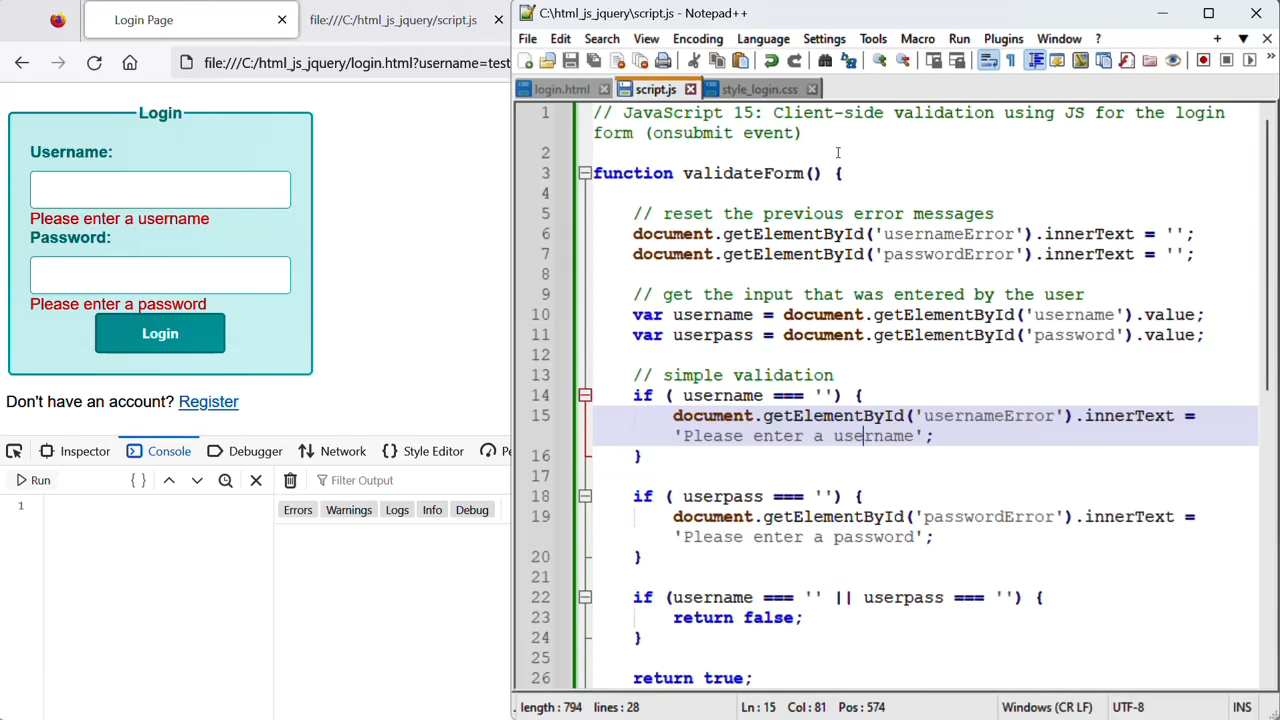 Login Page
file:///C:/html_js_jquery/script.js
file:///C:/html_js_jquery/login.html?username=test
Login
Username:
Please enter a username
Password:
Please enter a password
Login
Don't have an account? Register
Inspector
Console
Debugger
Network
Style Editor
Pe
Run
{ }
Filter Output
1
Errors
Warnings
Logs
Info
Debug
C:\html_js_jquery\script.js - Notepad++
File Edit Search View Encoding Language Settings Tools Macro Run Plugins Window ?
login.html
script.js
style_login.css
1 // JavaScript 15: Client-side validation using JS for the login
form (onsubmit event)
2
3 function validateForm() {
4
5 // reset the previous error messages
6 document.getElementById('usernameError').innerText = '';
7 document.getElementById('passwordError').innerText = '';
8
9 // get the input that was entered by the user
10 var username = document.getElementById('username').value;
11 var userpass = document.getElementById('password').value;
12
13 // simple validation
14 if ( username === '') {
15 document.getElementById('usernameError').innerText =
'Please enter a username';
16 }
17
18 if ( userpass === '') {
19 document.getElementById('passwordError').innerText =
'Please enter a password';
20 }
21
22 if (username === '' || userpass === '') {
23 return false;
24 }
25
26 return true;
length : 794 lines : 28
Ln : 15 Col : 81 Pos : 574
Windows (CR LF)
UTF-8
INS